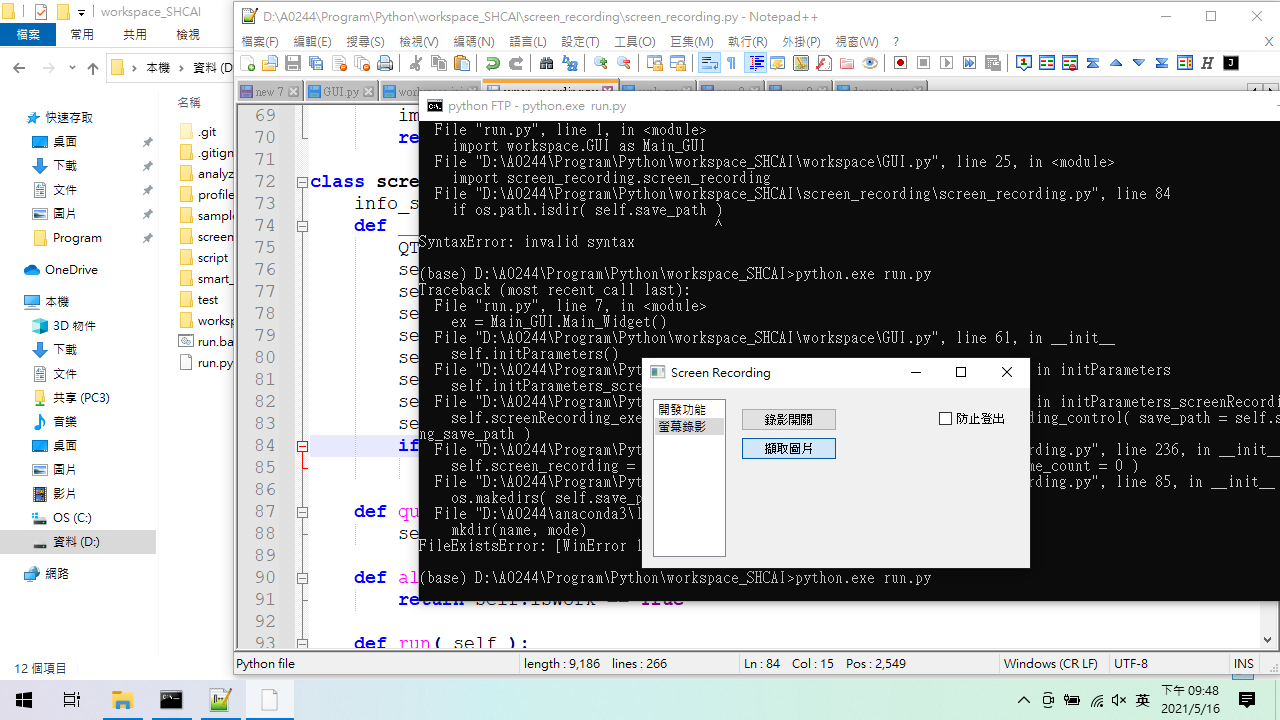 workspace_SHCAI
檔案
常用
共用
檢視
本機
資料 (D
名稱
快速存取
桌面
下載
文件
圖片
Program
OneDrive
本機
3D 物件
下載
文件
共享 (PC3)
音樂
桌面
圖片
影片
OS (C:)
資料 (D:)
網路
.git
.gitign
analyz
profile
sample
screen
script
smart_
test
worksp
run.ba
run.py
12 個項目
D:\A0244\Program\Python\workspace_SHCAI\screen_recording\screen_recording.py - Notepad++
檔案(F) 編輯(E) 搜尋(S) 檢視(V) 編碼(N) 語言(L) 設定(T) 工具(O) 巨集(M) 執行(R) 外掛(P) 視窗(W) ? X
new 7
GUI.py
69 im
70 re
71
72 class scre
73 info_s
74 def __
75 QT
76 se
77 se
78 se
79 se
80 se
81 se
82 se
83 se
84 if
85
86
87 def qu
88 se
89
90 def al
91 return self.isWork == True
92
93 def run( self ):
python FTP - python.exe run.py
File "run.py", line 1, in <module>
import workspace.GUI as Main_GUI
File "D:\A0244\Program\Python\workspace_SHCAI\workspace\GUI.py", line 25, in <module>
import screen_recording.screen_recording
File "D:\A0244\Program\Python\workspace_SHCAI\screen_recording\screen_recording.py", line 84
if os.path.isdir( self.save_path )
^
SyntaxError: invalid syntax
(base) D:\A0244\Program\Python\workspace_SHCAI>python.exe run.py
Traceback (most recent call last):
File "run.py", line 7, in <module>
ex = Main_GUI.Main_Widget()
File "D:\A0244\Program\Python\workspace_SHCAI\workspace\GUI.py", line 61, in __init__
self.initParameters()
File "D:\A0244\Program\Pyt in initParameters
self.initParameters_scre
File "D:\A0244\Program\Pyt in initParameters_screenRecordin
self.screenRecording_exe ding_control( save_path = self.s
ng_save_path )
File "D:\A0244\Program\Pyt ding.py", line 236, in __init__
self.screen_recording = me_count = 0 )
File "D:\A0244\Program\Pyt ding.py", line 85, in __init__
os.makedirs( self.save_p
File "D:\A0244\anaconda3\l
mkdir(name, mode)
FileExistsError: [WinError 1
(base) D:\A0244\Program\Python\workspace_SHCAI>python.exe run.py
Screen Recording
開發功能
螢幕錄影
錄影開關
擷取圖片
防止登出
Python file
length : 9,186 lines : 266
Ln : 84 Col : 15 Pos : 2,549
Windows (CR LF)
UTF-8
INS
英
下午 09:48
2021/5/16